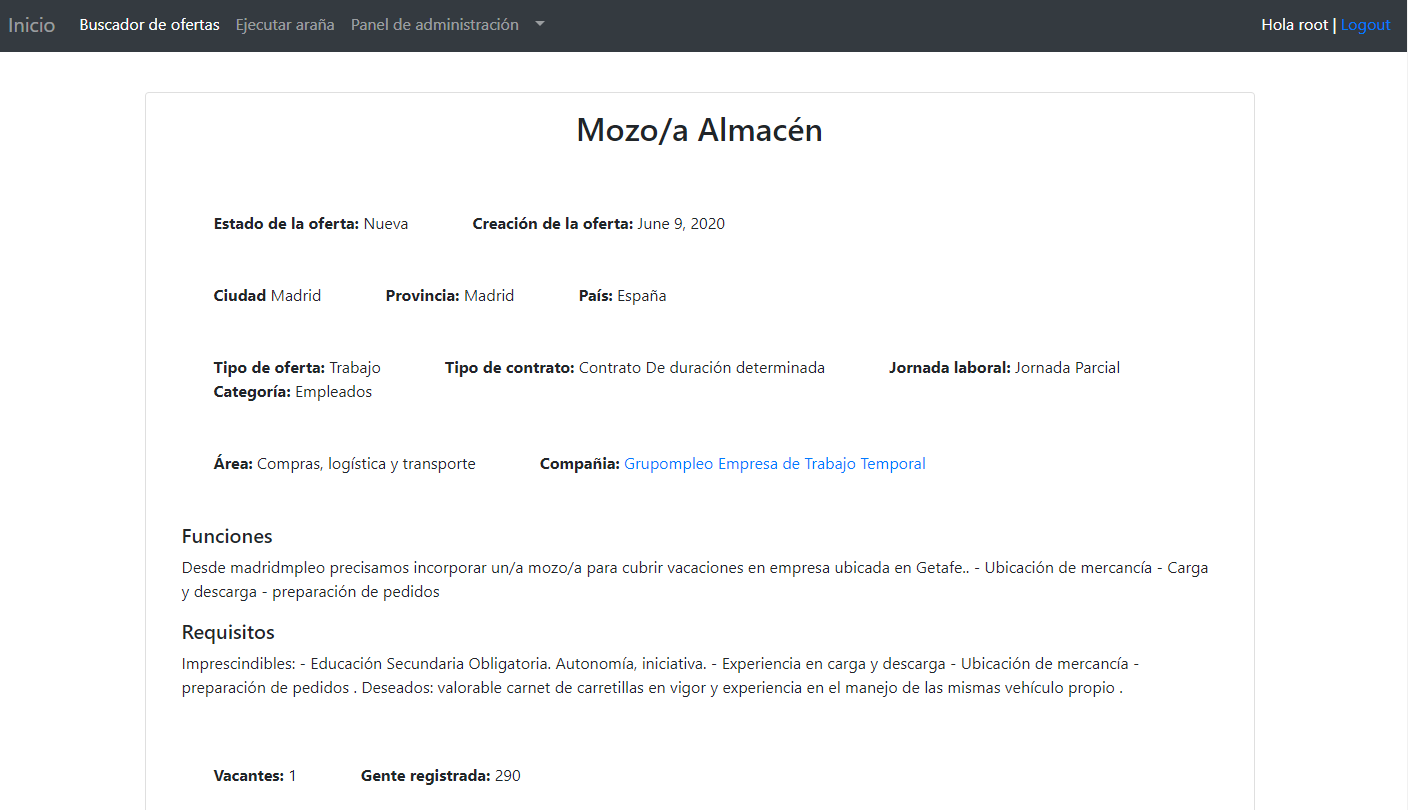 Inicio Buscador de ofertas Ejecutar araña Panel de administración Hola root | Logout
Mozo/a Almacén
Estado de la oferta: Nueva Creación de la oferta: June 9, 2020
Ciudad Madrid Provincia: Madrid País: España
Tipo de oferta: Trabajo Tipo de contrato: Contrato De duración determinada Jornada laboral: Jornada Parcial
Categoría: Empleados
Área: Compras, logística y transporte Compañia: Grupompleo Empresa de Trabajo Temporal
Funciones
Desde madridmpleo precisamos incorporar un/a mozo/a para cubrir vacaciones en empresa ubicada en Getafe.. - Ubicación de mercancía - Carga
y descarga - preparación de pedidos
Requisitos
Imprescindibles: - Educación Secundaria Obligatoria. Autonomía, iniciativa. - Experiencia en carga y descarga - Ubicación de mercancía -
preparación de pedidos . Deseados: valorable carnet de carretillas en vigor y experiencia en el manejo de las mismas vehículo propio .
Vacantes: 1 Gente registrada: 290